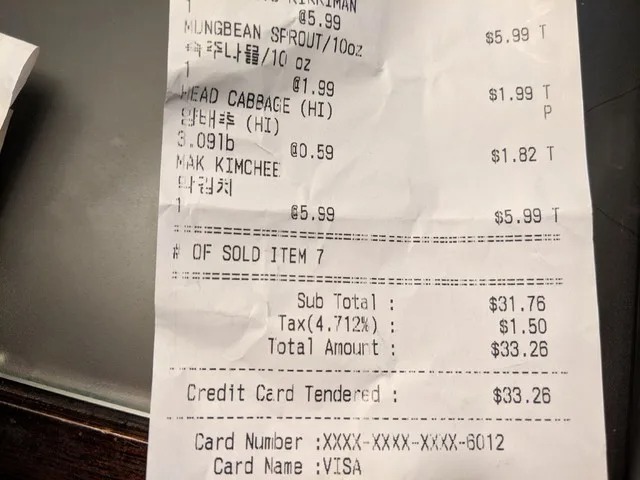 KIKKIMAN
1 @5.99 $5.99 T
MUNGBEAN SPROUT/10oz
숙주나물/10 oz
1 @1.99 $1.99 T
HEAD CABBAGE (HI) P
양배추 (HI)
3.09lb @0.59 $1.82 T
MAK KIMCHEE
막김치
1 @5.99 $5.99 T
# OF SOLD ITEM 7
Sub Total : $31.76
Tax(4.712%) : $1.50
Total Amount : $33.26
Credit Card Tendered : $33.26
Card Number :XXXX-XXXX-XXXX-6012
Card Name :VISA